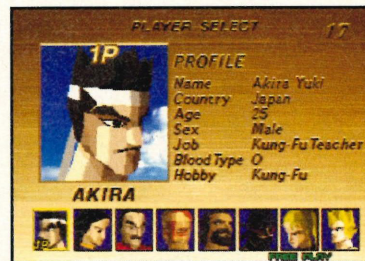 PLAYER SELECT 17
1P
PROFILE
Name Akira Yuki
Country Japan
Age 25
Sex Male
Job Kung-Fu Teacher
Blood Type O
Hobby Kung-Fu
AKIRA
1P
FREE PLAY